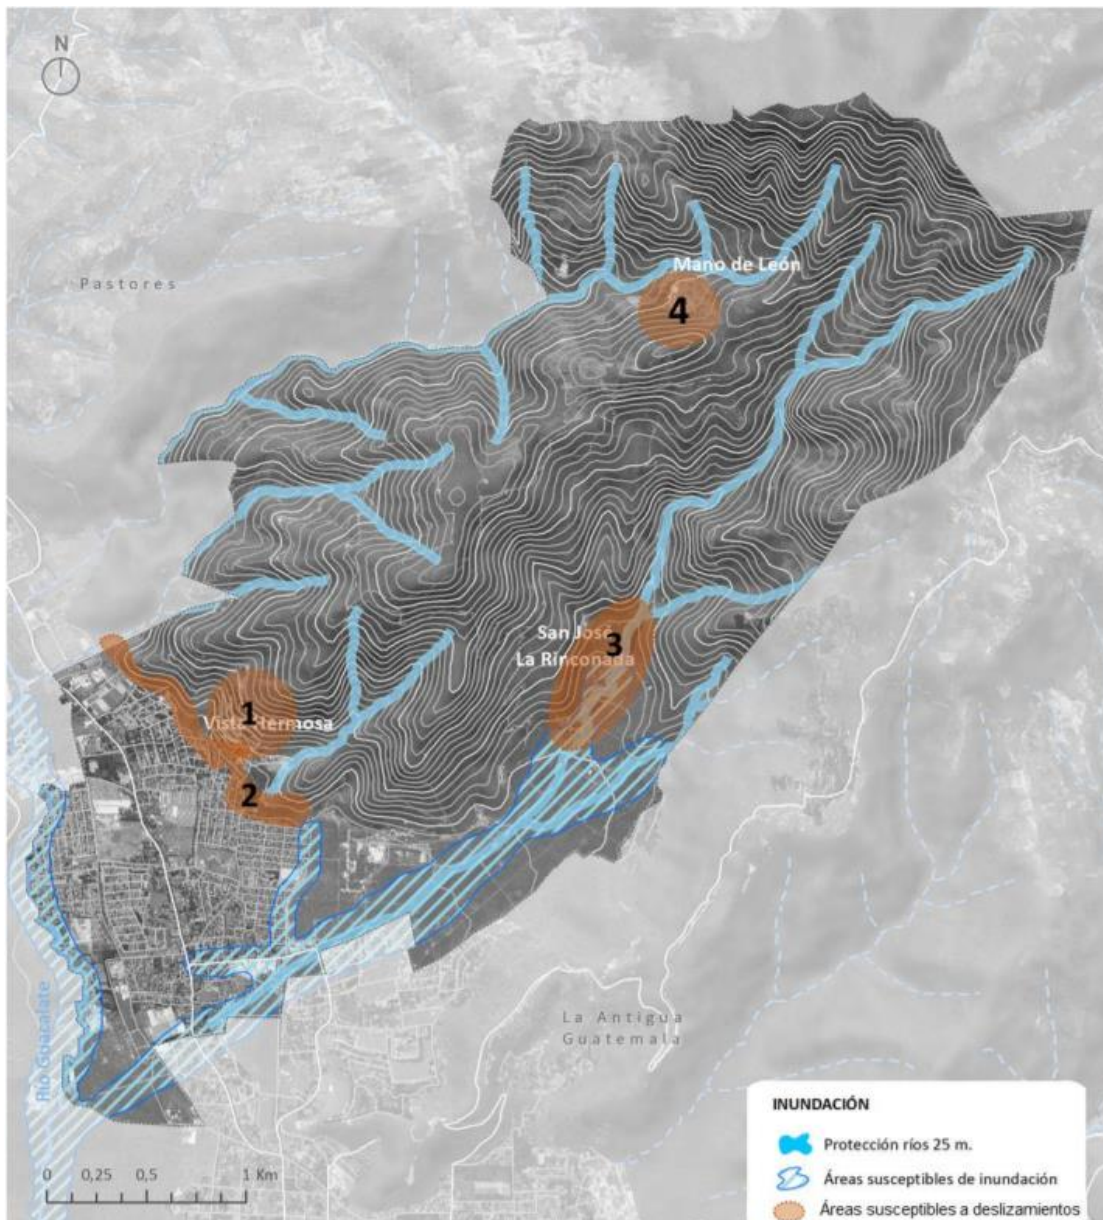 N
Pastores
Mano de León
4
San José
La Rinconada
3
1
Vista Hermosa
2
Río Guacalate
La Antigua
Guatemala
0 0,25 0,5 1 Km
INUNDACIÓN
Protección ríos 25 m.
Áreas susceptibles de inundación
Áreas susceptibles a deslizamientos